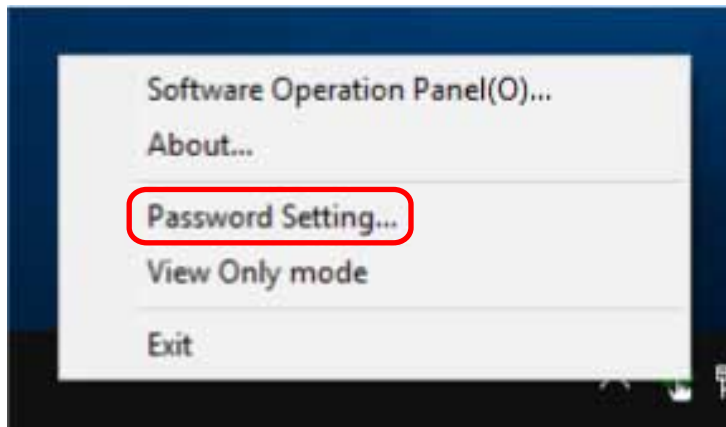 Software Operation Panel(O)...
About...
Password Setting...
View Only mode
Exit